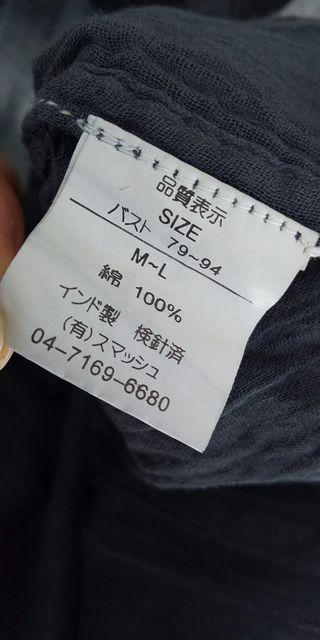 品質表示
SIZE
バスト 79~94
M~L
綿 100%
インド製 検針済
(有)スマッシュ
04-7169-6680